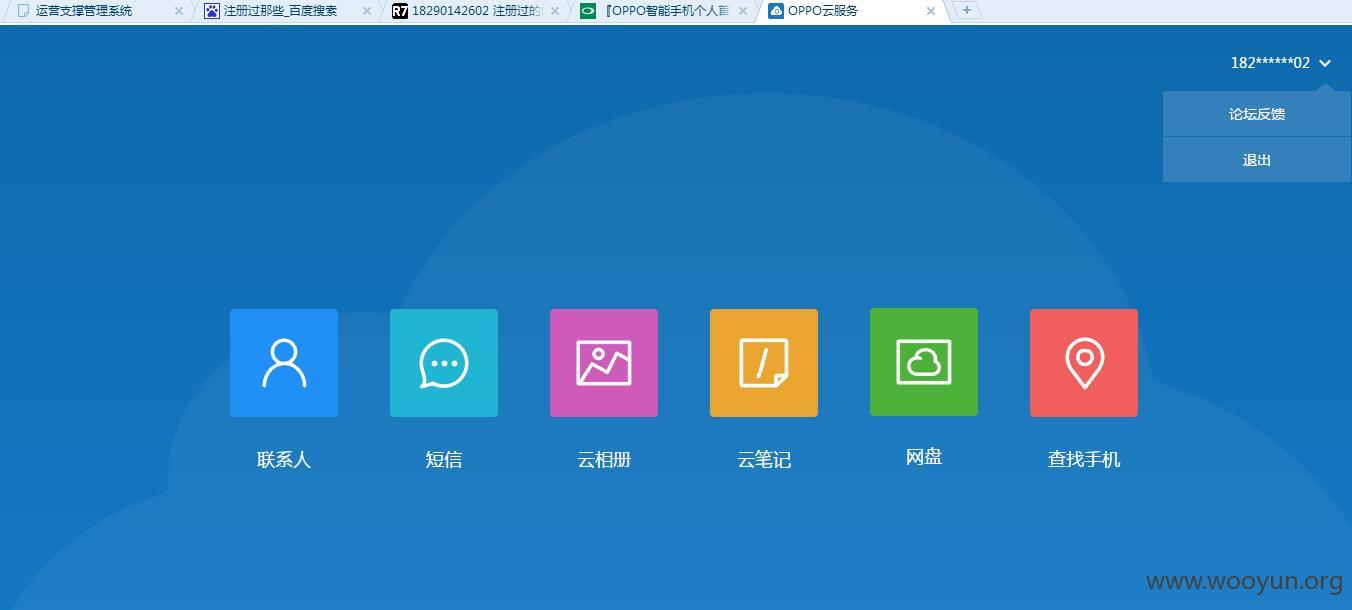 运营支撑管理系统
注册过那些_百度搜索
R7 18290142602 注册过的
『OPPO智能手机个人首
OPPO云服务
182******02
论坛反馈
退出
联系人
短信
云相册
云笔记
网盘
查找手机
www.wooyun.org